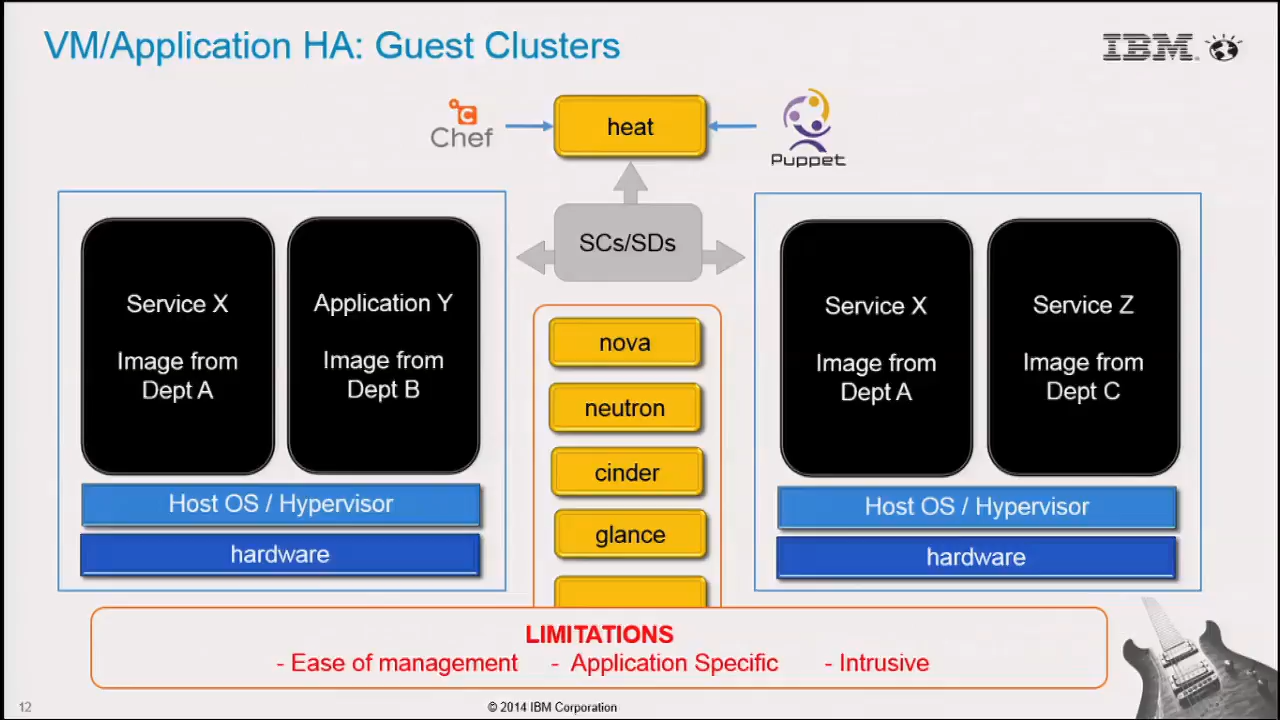 VM/Application HA: Guest Clusters
IBM
Chef
heat
Puppet
SCs/SDs
Service X
Image from
Dept A
Application Y
Image from
Dept B
Host OS / Hypervisor
hardware
nova
neutron
cinder
glance
Service X
Image from
Dept A
Service Z
Image from
Dept C
Host OS / Hypervisor
hardware
LIMITATIONS
- Ease of management - Application Specific - Intrusive
12
© 2014 IBM Corporation